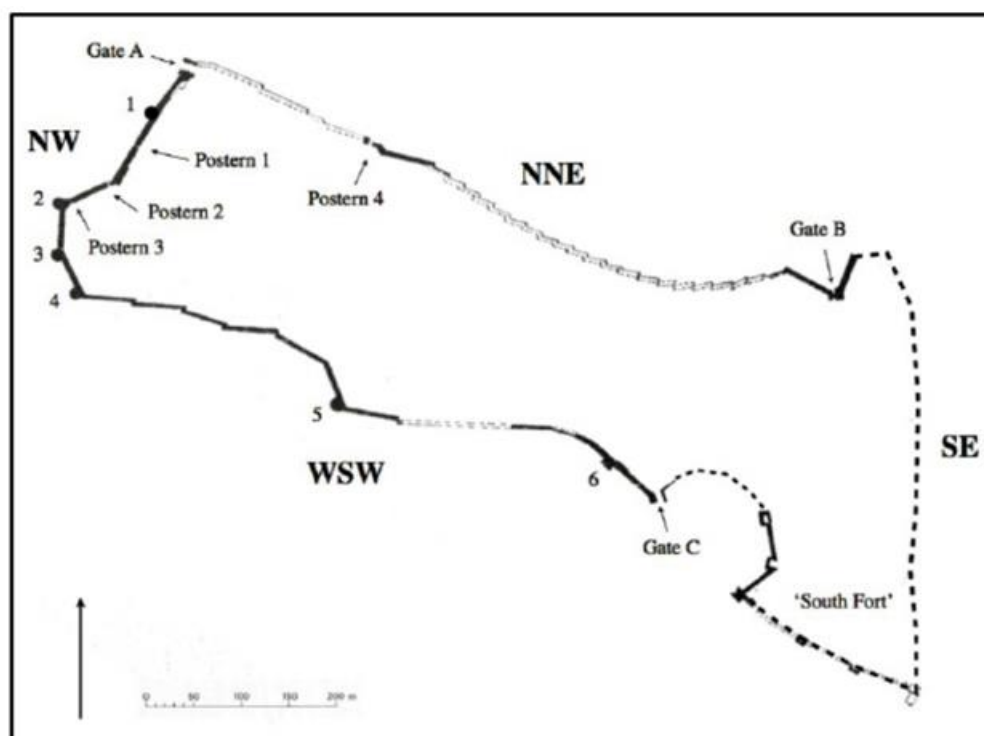 Gate A
1
NW
Postern 1
Postern 4
NNE
2
Postern 2
Postern 3
Gate B
3
4
5
WSW
6
SE
Gate C
'South Fort'
0 50 100 150 200 m